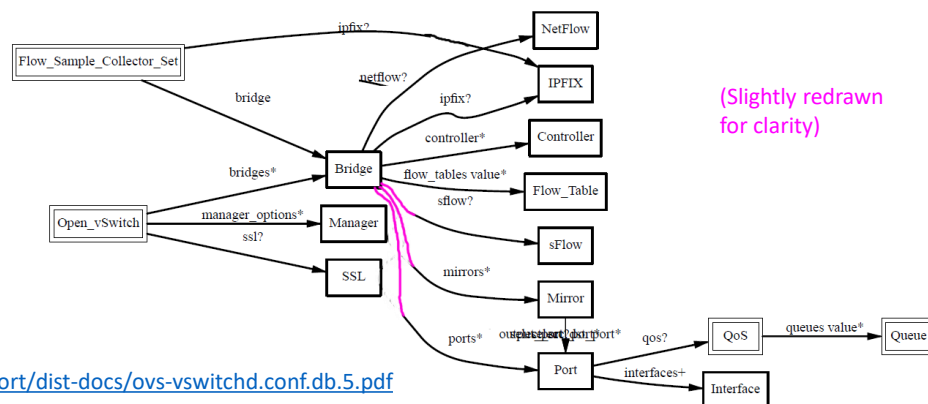 ipfix?
NetFlow
Flow_Sample_Collector_Set
netflow?
IPFIX
bridge
ipfix?
(Slightly redrawn
for clarity)
controller*
Controller
bridges*
Bridge
flow_tables value*
Flow_Table
sflow?
Open_vSwitch
manager_options*
Manager
ssl?
sFlow
SSL
mirrors*
Mirror
ports*
qos?
QoS
queues value*
Queue
Port
interfaces+
Interface
ort/dist-docs/ovs-vswitchd.conf.db.5.pdf